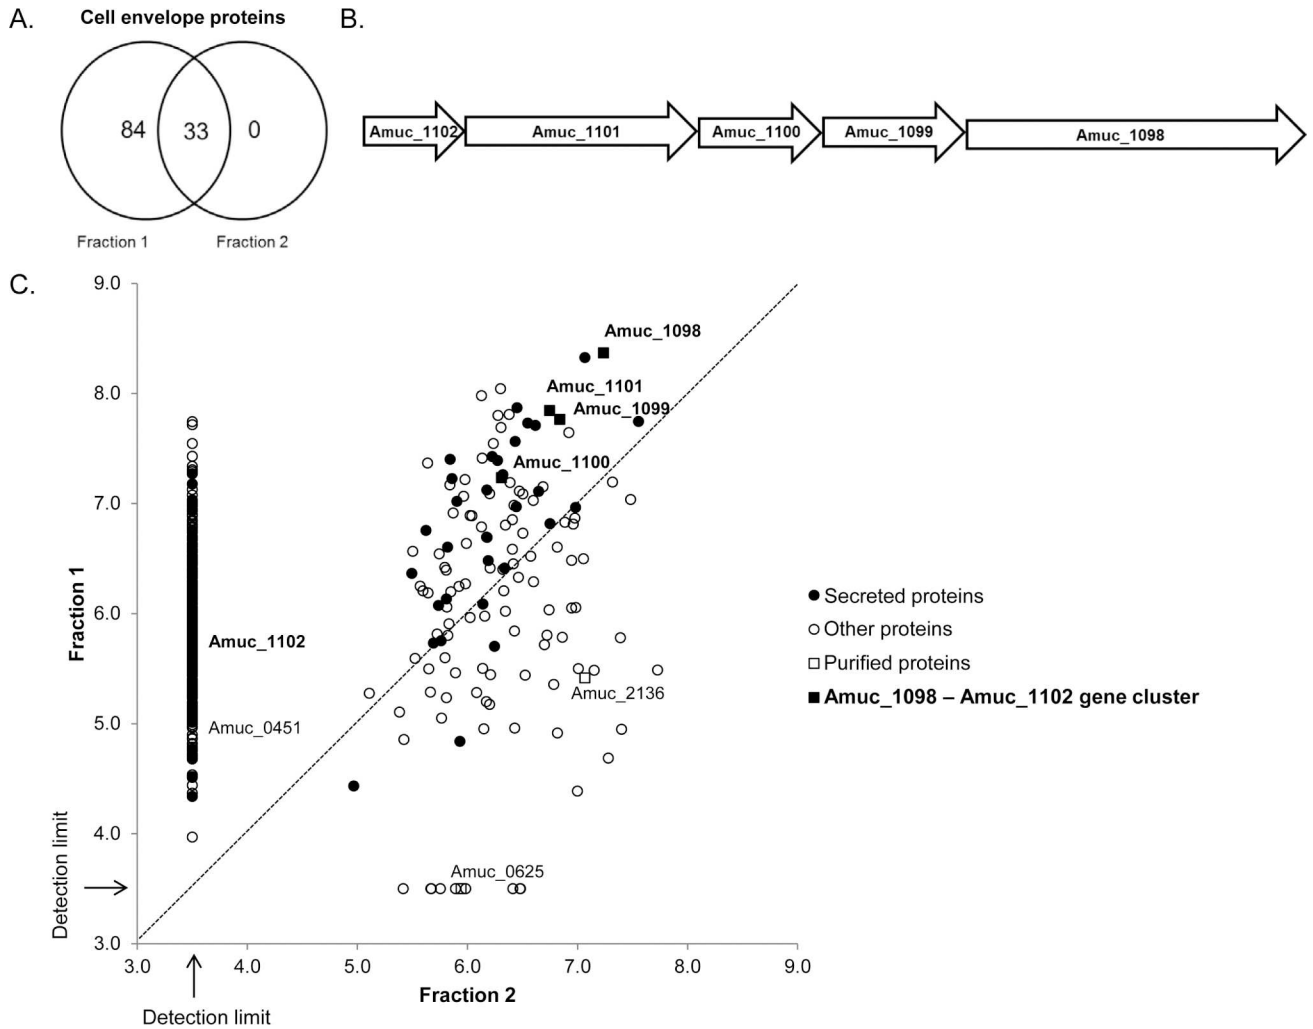 A.
Cell envelope proteins
84
33
0
Fraction 1
Fraction 2
B.
Amuc_1102
Amuc_1101
Amuc_1100
Amuc_1099
Amuc_1098
C.
9.0
8.0
7.0
6.0
5.0
4.0
3.0
Fraction 1
Detection limit
Amuc_1098
Amuc_1101
Amuc_1099
Amuc_1100
Amuc_1102
Amuc_2136
Amuc_0451
Amuc_0625
Secreted proteins
Other proteins
Purified proteins
Amuc_1098 – Amuc_1102 gene cluster
3.0
4.0
5.0
6.0
7.0
8.0
9.0
Fraction 2
Detection limit